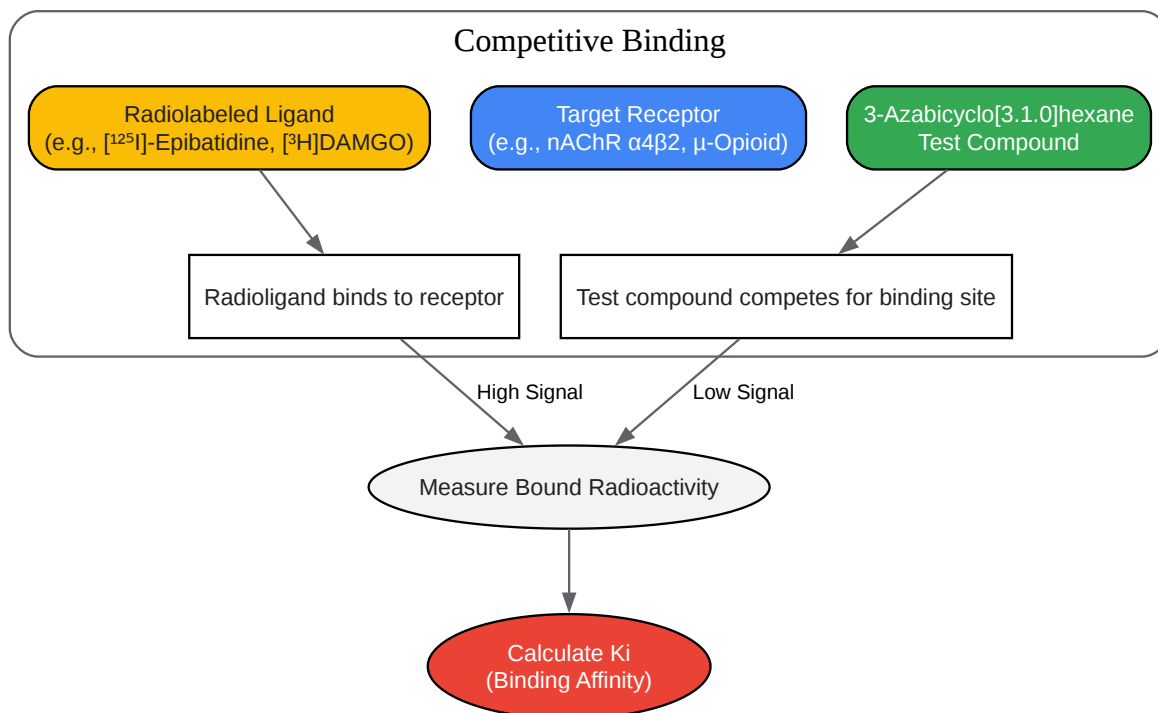 Competitive Binding
Radiolabeled Ligand
(e.g., [¹²⁵I]-Epibatidine, [³H]DAMGO)
Target Receptor
(e.g., nAChR α4β2, µ-Opioid)
3-Azabicyclo[3.1.0]hexane
Test Compound
Radioligand binds to receptor
Test compound competes for binding site
High Signal
Low Signal
Measure Bound Radioactivity
Calculate Ki
(Binding Affinity)